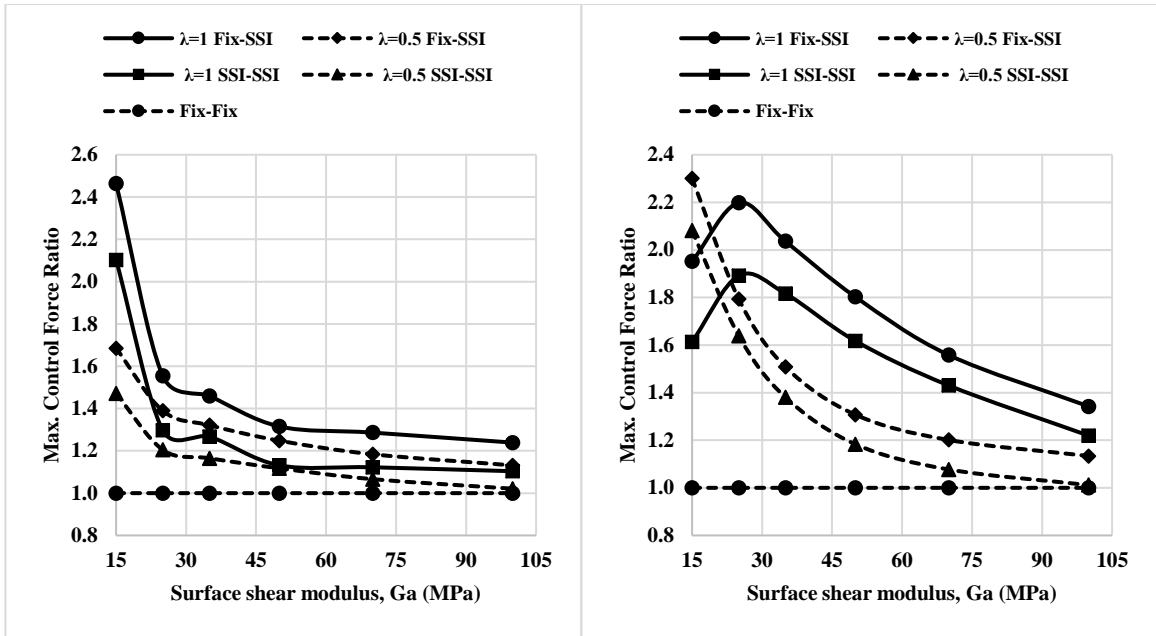 λ=1 Fix-SSI
λ=0.5 Fix-SSI
λ=1 SSI-SSI
λ=0.5 SSI-SSI
Fix-Fix
2.6
2.4
2.2
2.0
1.8
1.6
1.4
1.2
1.0
0.8
Max. Control Force Ratio
15 30 45 60 75 90 105
Surface shear modulus, Ga (MPa)
λ=1 Fix-SSI
λ=0.5 Fix-SSI
λ=1 SSI-SSI
λ=0.5 SSI-SSI
Fix-Fix
2.4
2.2
2.0
1.8
1.6
1.4
1.2
1.0
0.8
Max. Control Force Ratio
15 30 45 60 75 90 105
Surface shear modulus, Ga (MPa)